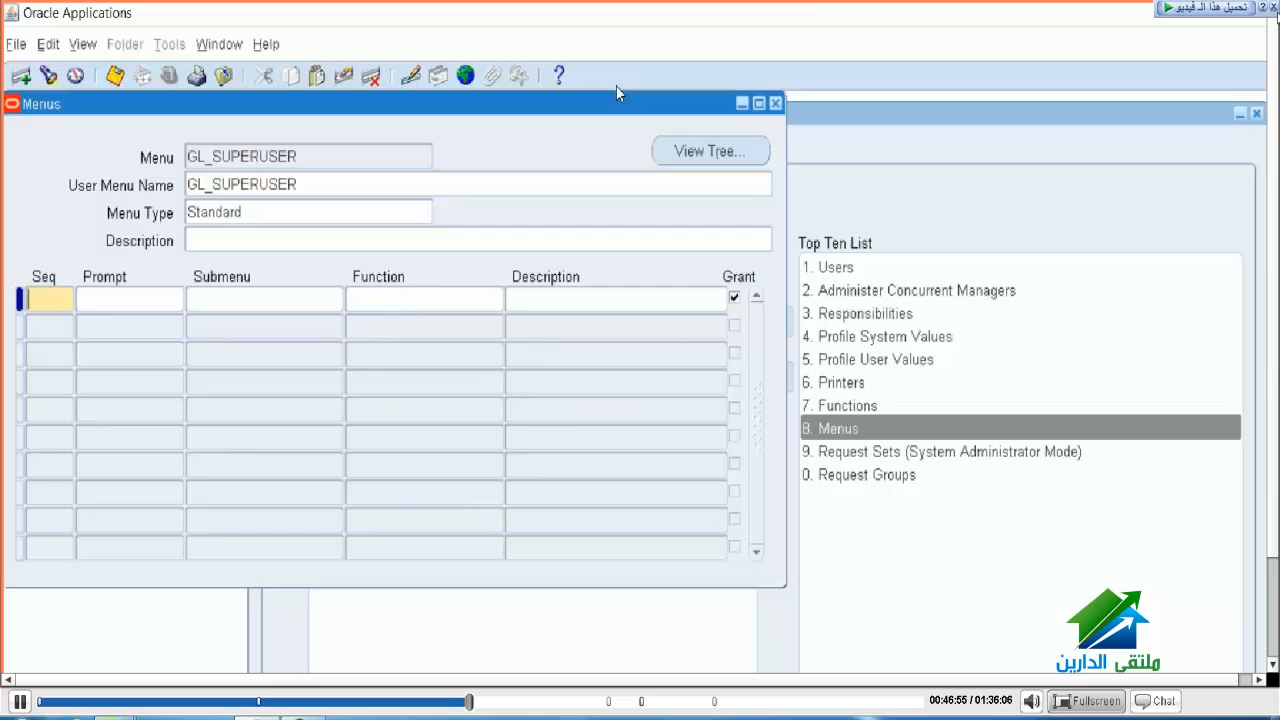 Oracle Applications
تحميل هذا الـ فيديو
File Edit View Folder Tools Window Help
Menus
Menu GL_SUPERUSER View Tree...
User Menu Name GL_SUPERUSER
Menu Type Standard
Description
Seq Prompt Submenu Function Description Grant
Top Ten List
1. Users
2. Administer Concurrent Managers
3. Responsibilities
4. Profile System Values
5. Profile User Values
6. Printers
7. Functions
8. Menus
9. Request Sets (System Administrator Mode)
0. Request Groups
ملتقى الدارين
00:46:55 / 01:36:06 Fullscreen Chat